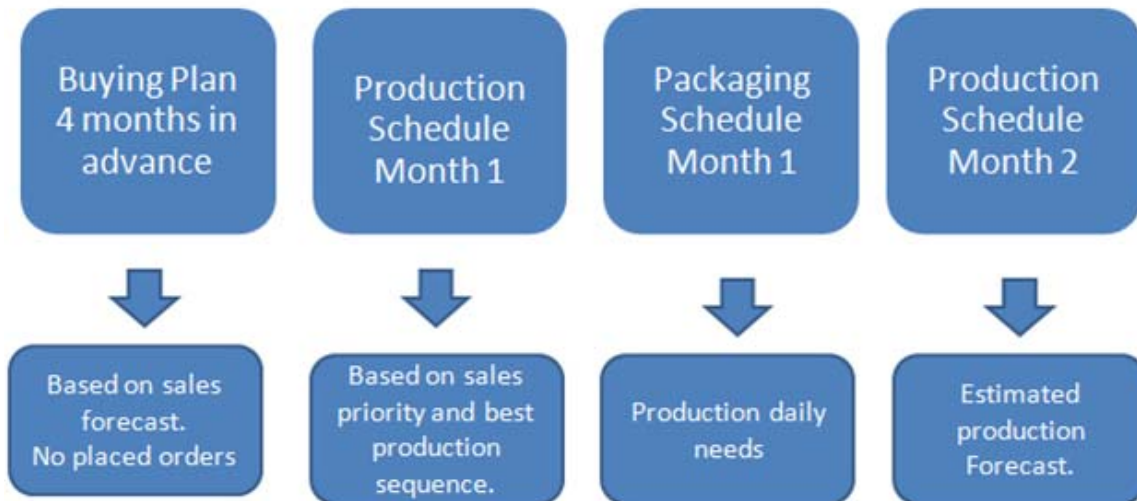 Buying Plan
4 months in
advance
Production
Schedule
Month 1
Packaging
Schedule
Month 1
Production
Schedule
Month 2
Based on sales
forecast.
No placed orders
Based on sales
priority and best
production
sequence.
Production daily
needs
Estimated
production
Forecast.